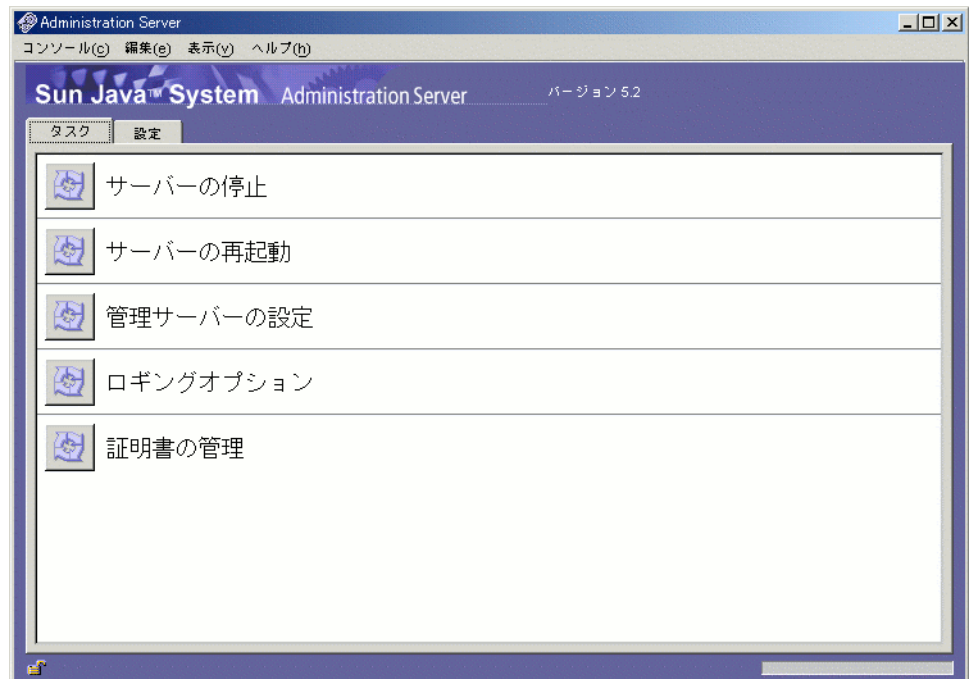 Administration Server
コンソール(c) 編集(e) 表示(v) ヘルプ(h)
Sun Java™ System Administration Server バージョン 5.2
タスク 設定
サーバーの停止
サーバーの再起動
管理サーバーの設定
ロギングオプション
証明書の管理